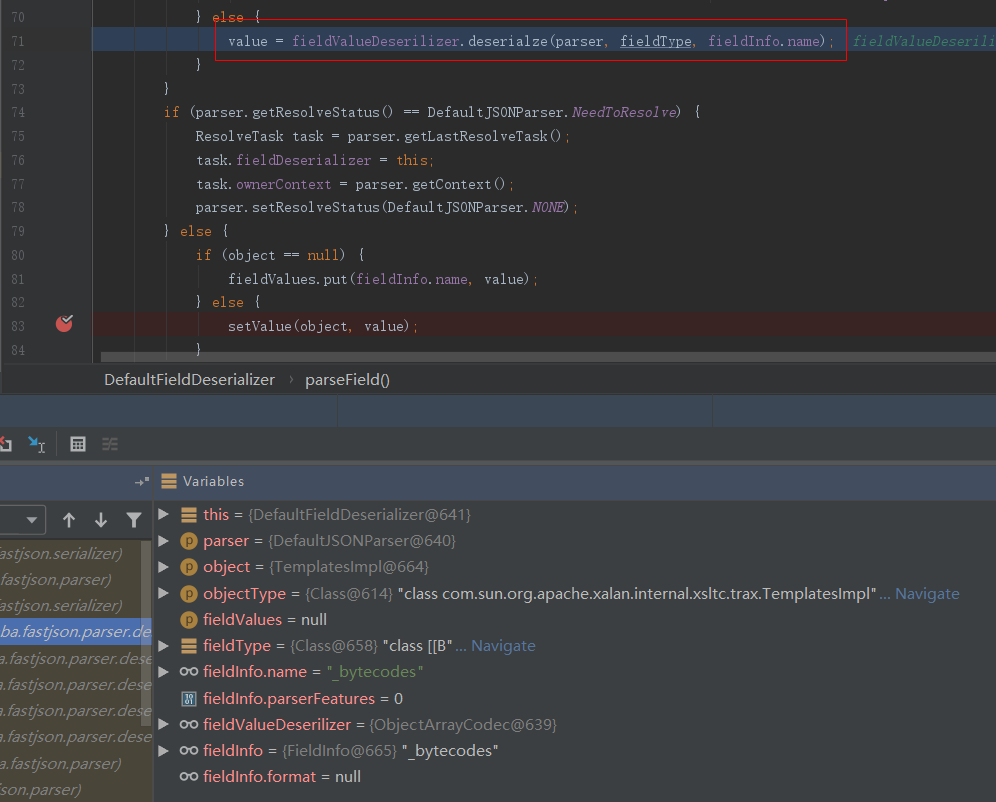 70 } else {
71 value = fieldValueDeserilizer.deserialze(parser, fieldType, fieldInfo.name); fieldValueDeserili
72 }
73 }
74 if (parser.getResolveStatus() == DefaultJSONParser.NeedToResolve) {
75 ResolveTask task = parser.getLastResolveTask();
76 task.fieldDeserializer = this;
77 task.ownerContext = parser.getContext();
78 parser.setResolveStatus(DefaultJSONParser.NONE);
79 } else {
80 if (object == null) {
81 fieldValues.put(fieldInfo.name, value);
82 } else {
83 setValue(object, value);
84 }
DefaultFieldDeserializer › parseField()
Variables
this = {DefaultFieldDeserializer@641}
parser = {DefaultJSONParser@640}
astjson.serializer)
object = {TemplatesImpl@664}
.fastjson.parser)
objectType = {Class@614} "class com.sun.org.apache.xalan.internal.xsltc.trax.TemplatesImpl" ... Navigate
astjson.serializer)
fieldValues = null
ba.fastjson.parser.de
fieldType = {Class@658} "class [[B" ... Navigate
a.fastjson.parser.dese
fieldInfo.name = "_bytecodes"
a.fastjson.parser.dese
fieldInfo.parserFeatures = 0
a.fastjson.parser.dese
fieldValueDeserilizer = {ObjectArrayCodec@639}
a.fastjson.parser.dese
fieldInfo = {FieldInfo@665} "_bytecodes"
a.fastjson.parser)
fieldInfo.format = null
json.parser)